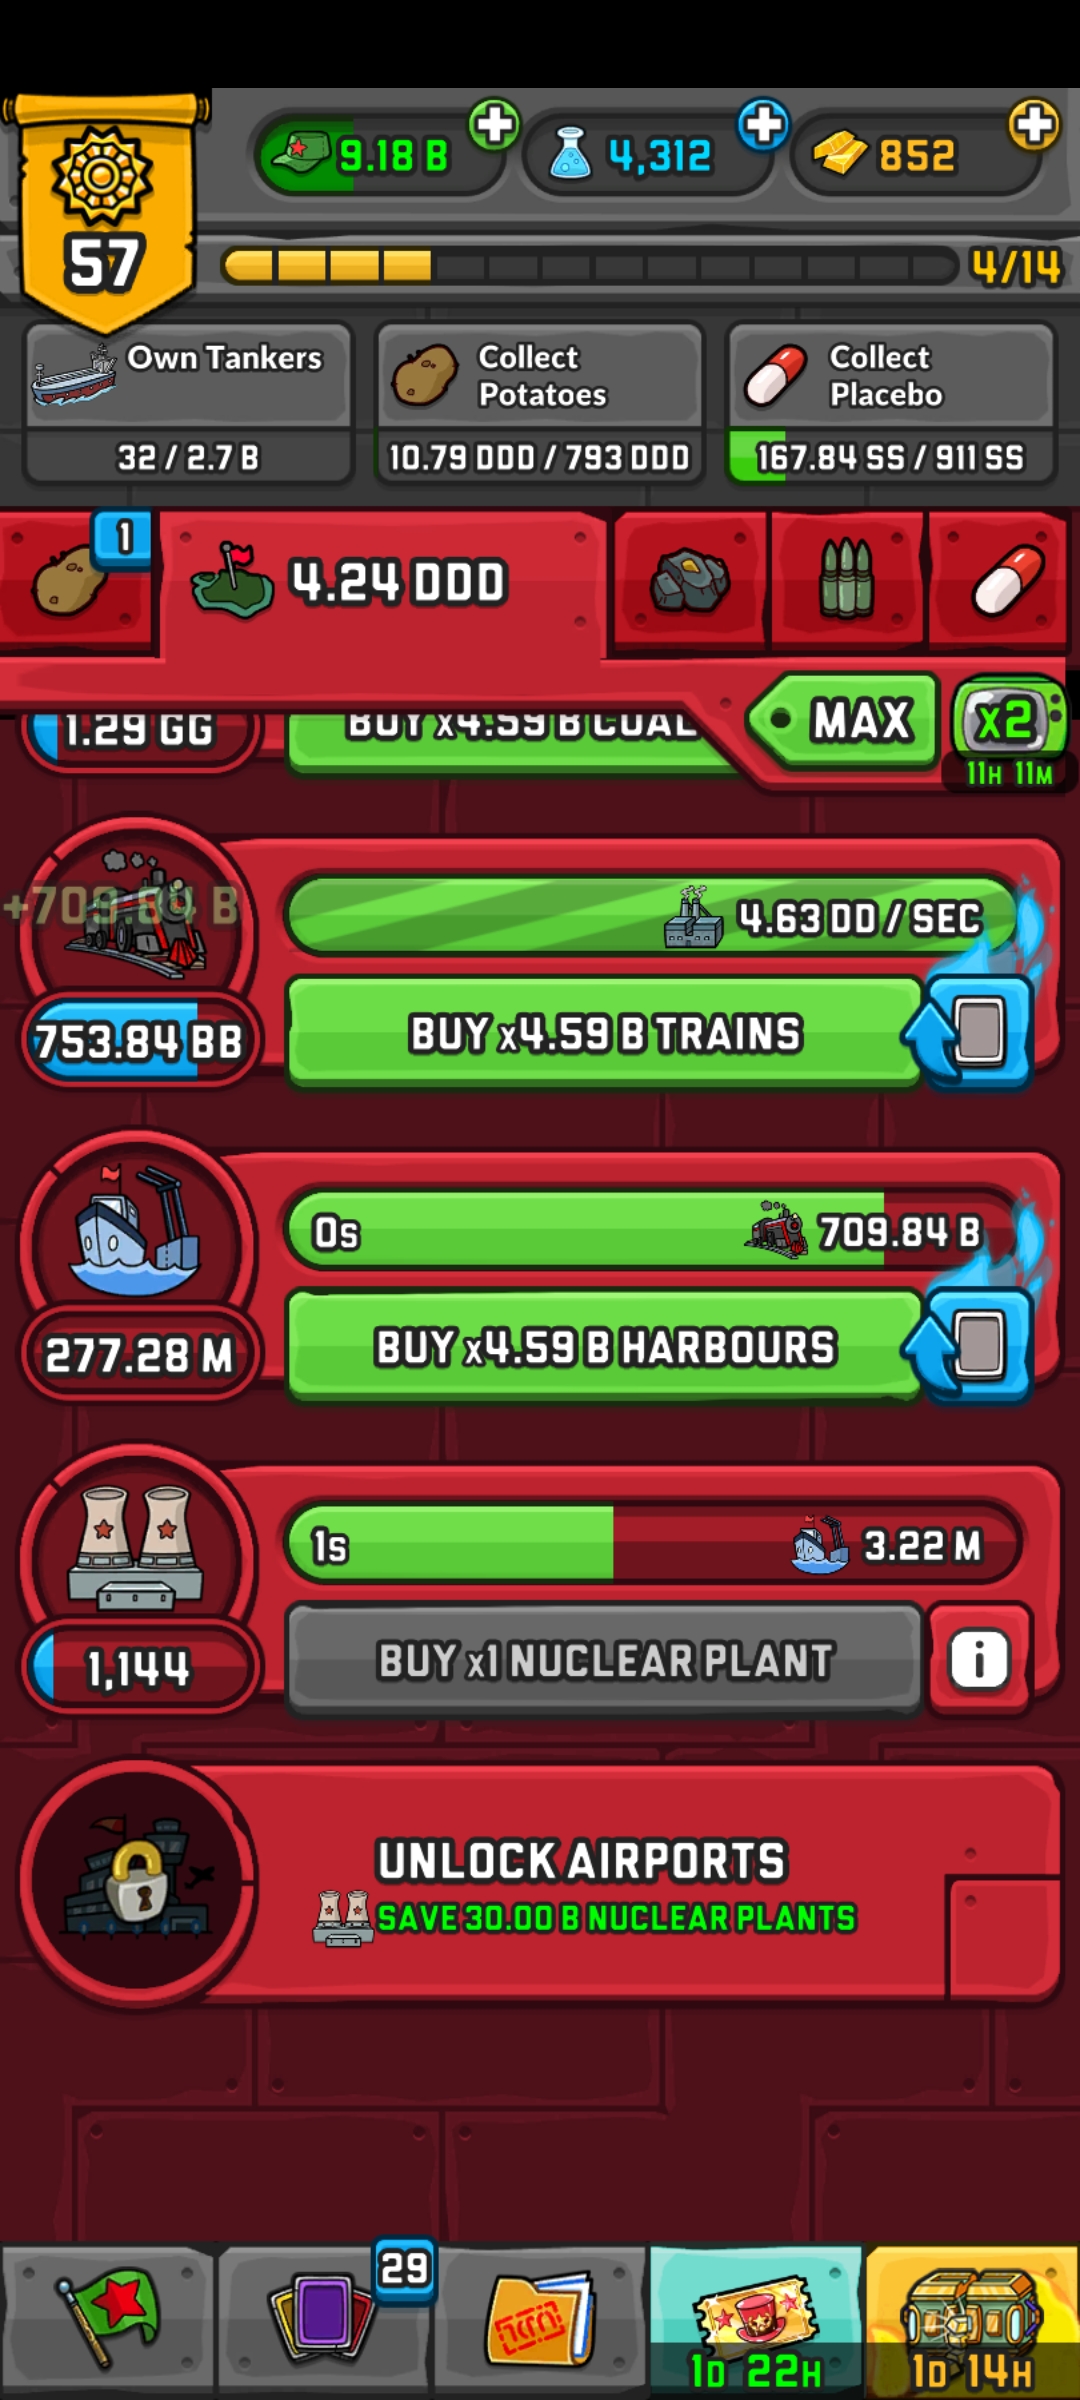 9.18 B
4,312
852
57
4/14
Own Tankers
32 / 2.7 B
Collect
Potatoes
10.79 DDD / 793 DDD
Collect
Placebo
167.84 SS / 911 SS
1
4.24 DDD
MAX
x2
11H 11M
1.29 GG
BUY x4.59 B COAL
+709.84 B
4.63 DD / SEC
753.84 BB
BUY x4.59 B TRAINS
0s
709.84 B
277.28 M
BUY x4.59 B HARBOURS
1s
3.22 M
1,144
BUY x1 NUCLEAR PLANT
i
UNLOCK AIRPORTS
SAVE 30.00 B NUCLEAR PLANTS
29
1D 22H
1D 14H